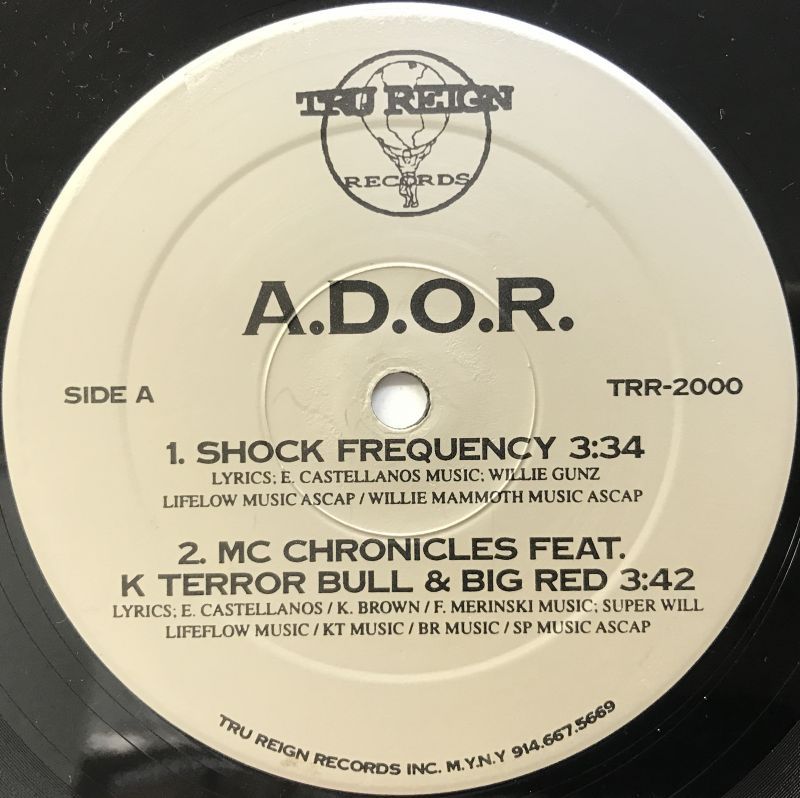 TRU REIGN
RECORDS
A.D.O.R.
SIDE A
TRR-2000
1. SHOCK FREQUENCY 3:34
LYRICS; E. CASTELLANOS MUSIC; WILLIE GUNZ
LIFELOW MUSIC ASCAP / WILLIE MAMMOTH MUSIC ASCAP
2. MC CHRONICLES FEAT.
K TERROR BULL & BIG RED 3:42
LYRICS; E. CASTELLANOS / K. BROWN / F. MERINSKI MUSIC; SUPER WILL
LIFEFLOW MUSIC / KT MUSIC / BR MUSIC / SP MUSIC ASCAP
TRU REIGN RECORDS INC. M.Y.N.Y 914.667.5669